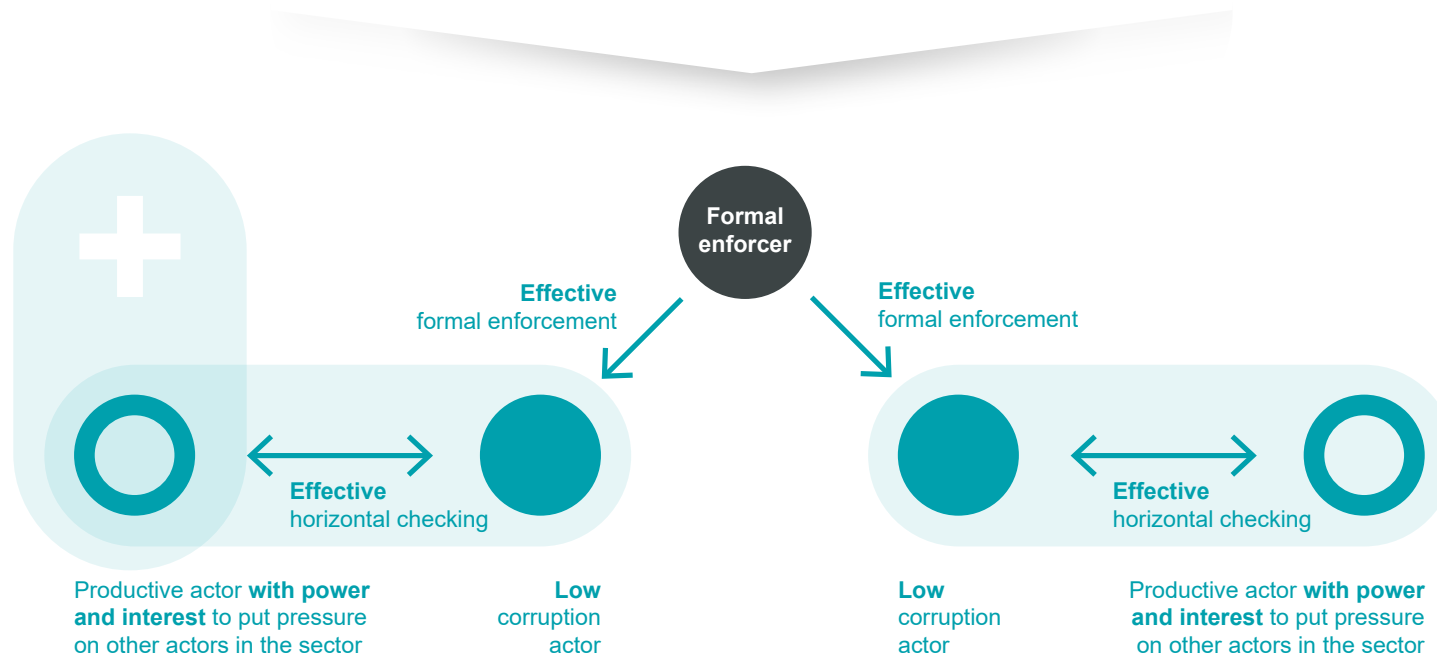 Formal
enforcer
Effective
formal enforcement
Effective
formal enforcement
Effective
horizontal checking
Effective
horizontal checking
Productive actor with power
and interest to put pressure
on other actors in the sector
Low
corruption
actor
Low
corruption
actor
Productive actor with power
and interest to put pressure
on other actors in the sector